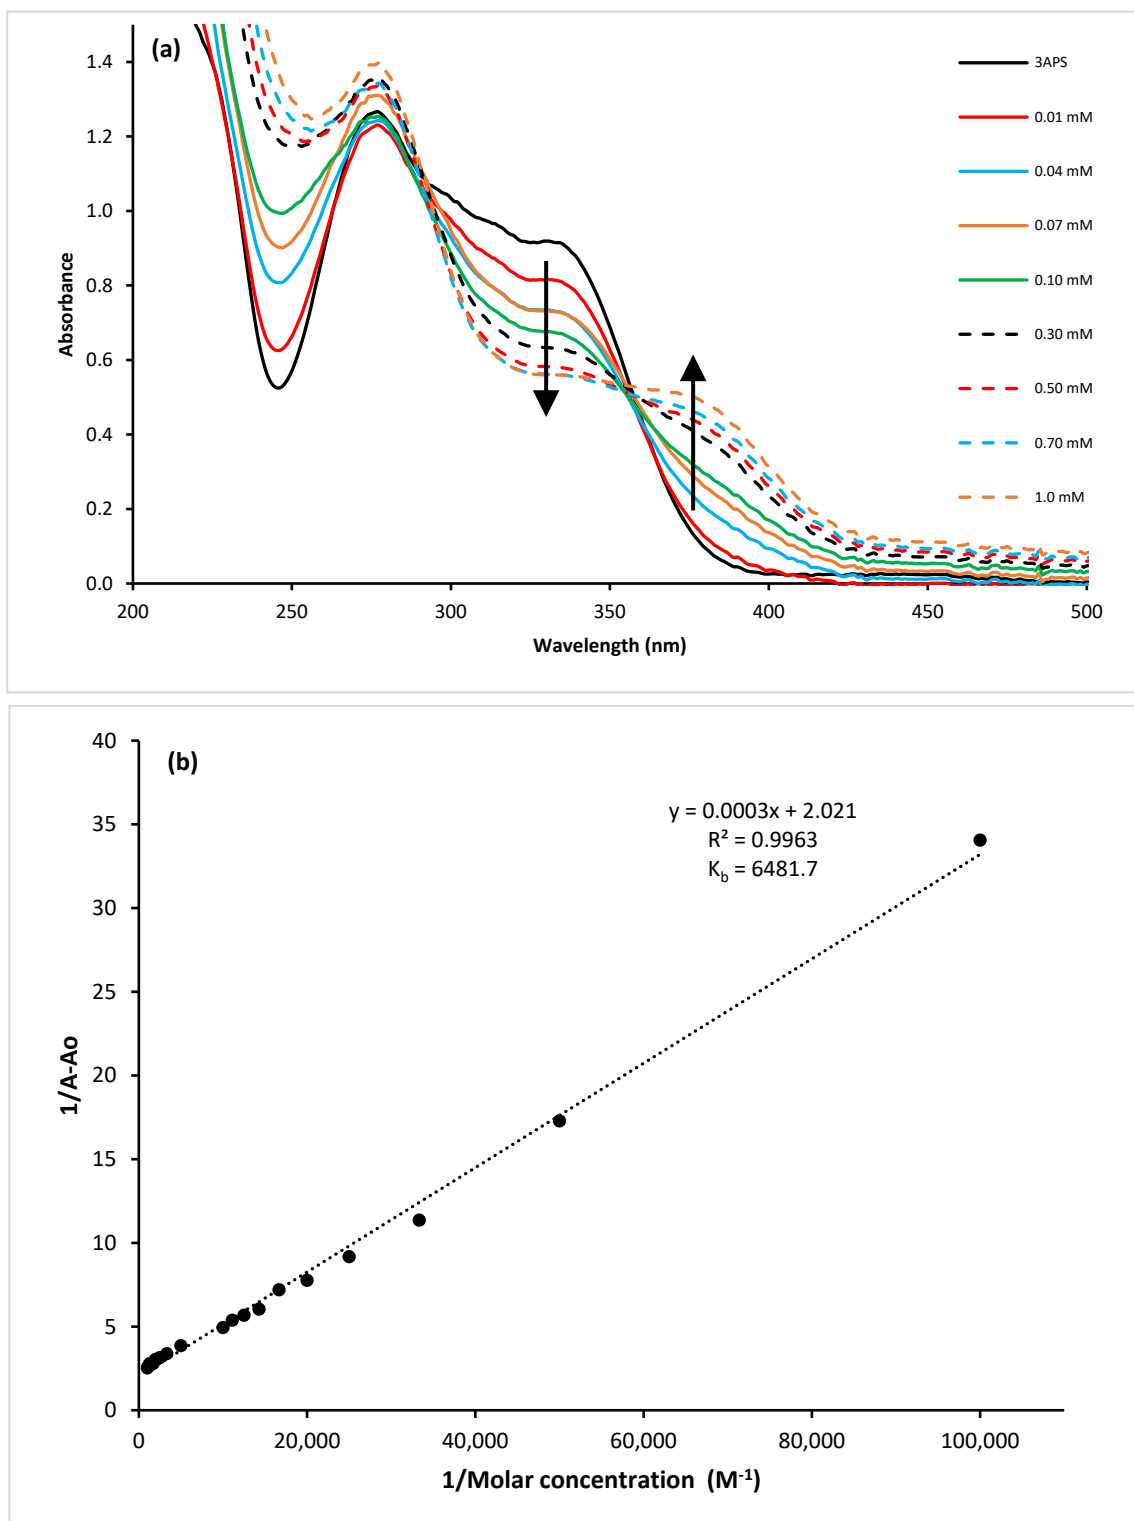 (a)
1.4
1.2
1.0
0.8
0.6
0.4
0.2
0.0
Absorbance
200 250 300 350 400 450 500
Wavelength (nm)
3APS
0.01 mM
0.04 mM
0.07 mM
0.10 mM
0.30 mM
0.50 mM
0.70 mM
1.0 mM
(b)
40
35
30
25
20
15
10
5
0
1/A-Ao
y = 0.0003x + 2.021
R² = 0.9963
K_b = 6481.7
0 20,000 40,000 60,000 80,000 100,000
1/Molar concentration (M⁻¹)